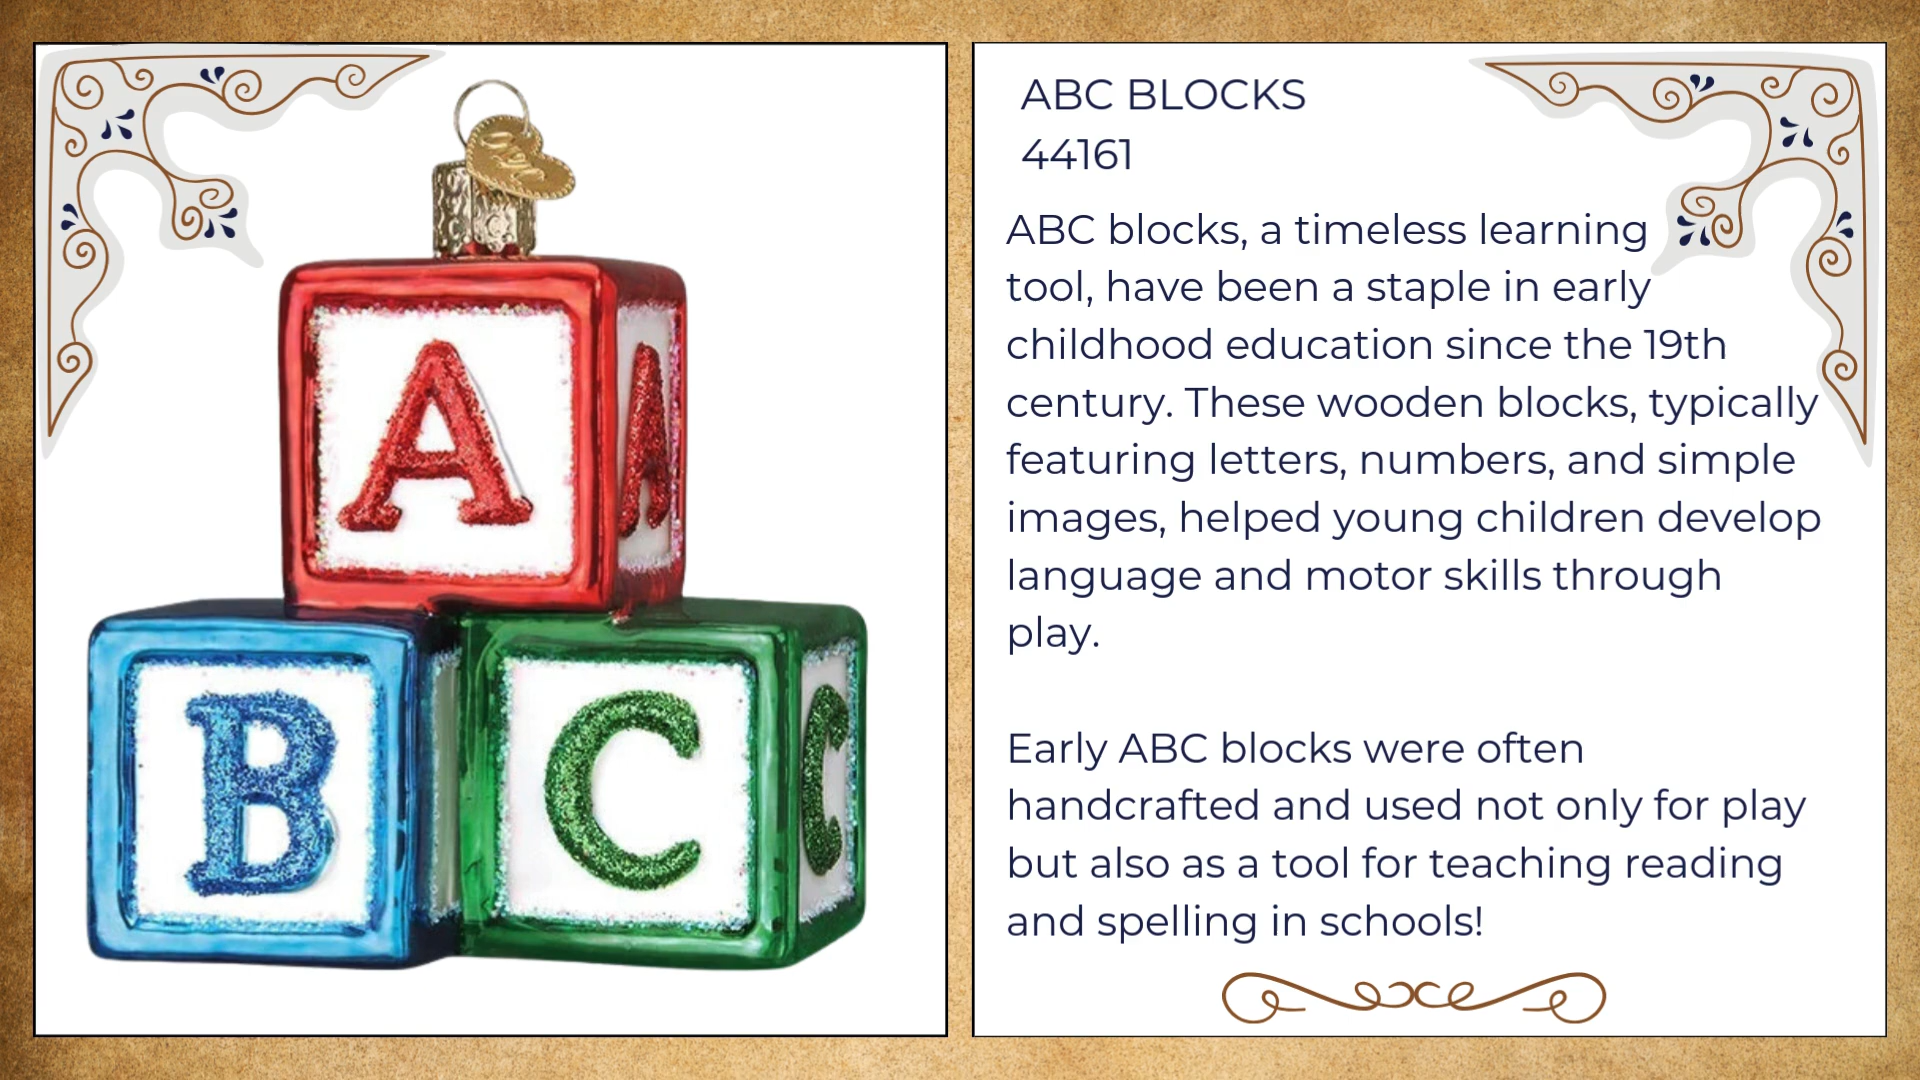 A
A
B
C
C
ABC BLOCKS
44161
ABC blocks, a timeless learning
tool, have been a staple in early
childhood education since the 19th
century. These wooden blocks, typically
featuring letters, numbers, and simple
images, helped young children develop
language and motor skills through
play.
Early ABC blocks were often
handcrafted and used not only for play
but also as a tool for teaching reading
and spelling in schools!